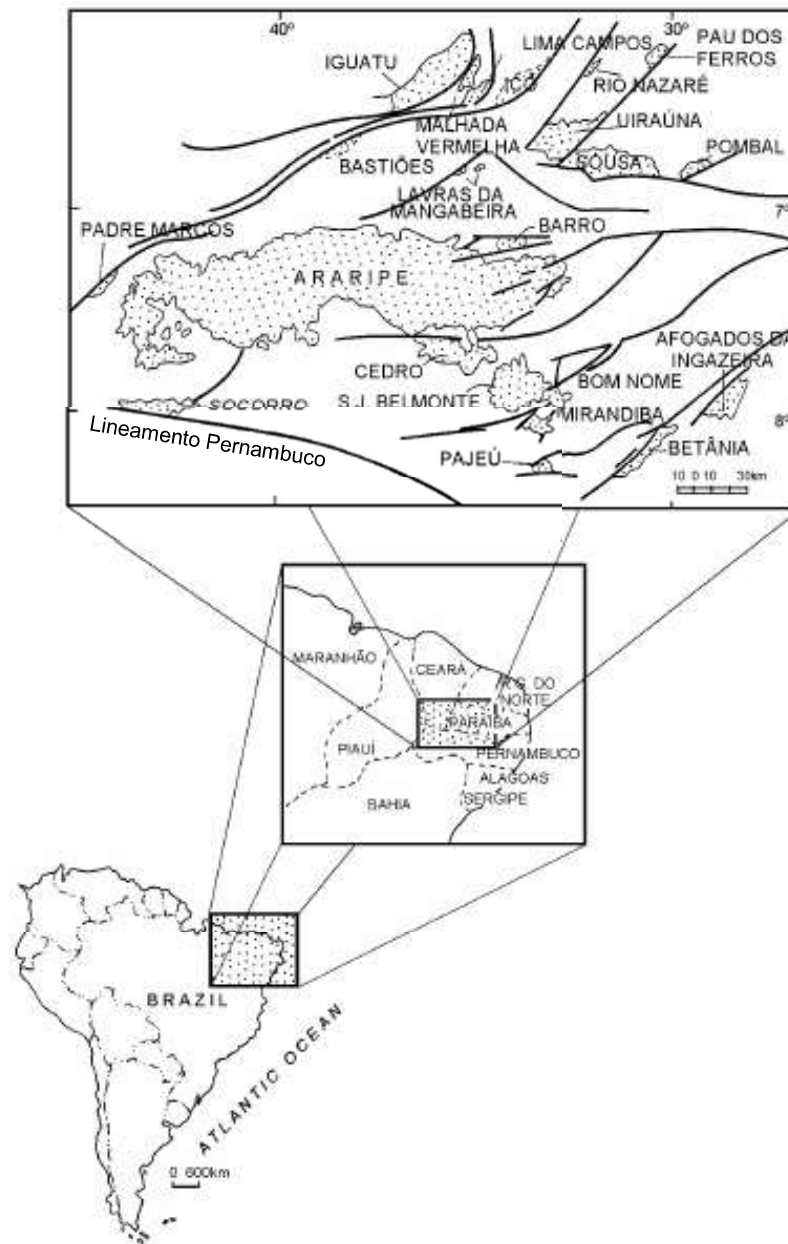 40º
30º
IGUATU
LIMA CAMPOS
PAU DOS
FERROS
ICÓ
RIO NAZARÉ
MALHADA
VERMELHA
UIRAÚNA
BASTIÕES
SOUSA
POMBAL
LAVRAS DA
MANGABEIRA
7º
PADRE MARCOS
BARRO
ARARIPE
CEDRO
AFOGADOS DA
INGAZEIRA
BOM NOME
S.J. BELMONTE
SOCORRO
MIRANDIBA
8º
Lineamento Pernambuco
PAJEÚ
BETÂNIA
10 0 10 30km
MARANHÃO
CEARÁ
R.G. DO
NORTE
PARAÍBA
PIAUÍ
PERNAMBUCO
ALAGOAS
SERGIPE
BAHIA
BRAZIL
ATLANTIC OCEAN
0 600km